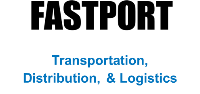 FASTPORT
Transportation,
Distribution, & Logistics